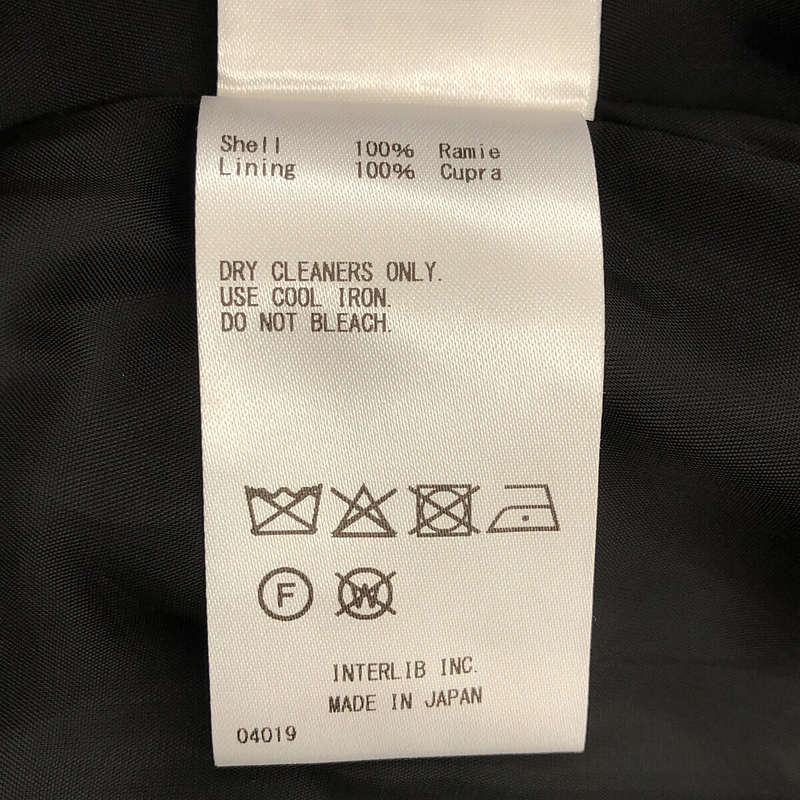 Shell 100% Ramie
Lining 100% Cupra
DRY CLEANERS ONLY.
USE COOL IRON.
DO NOT BLEACH.
F W
INTERLIB INC.
MADE IN JAPAN
04019